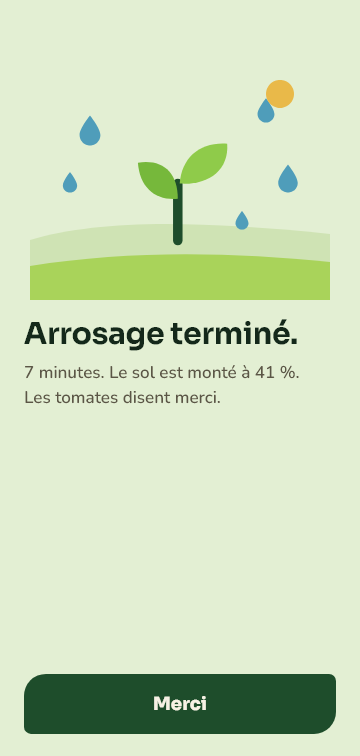 Arrosage terminé.
7 minutes. Le sol est monté à 41 %.
Les tomates disent merci.
Merci